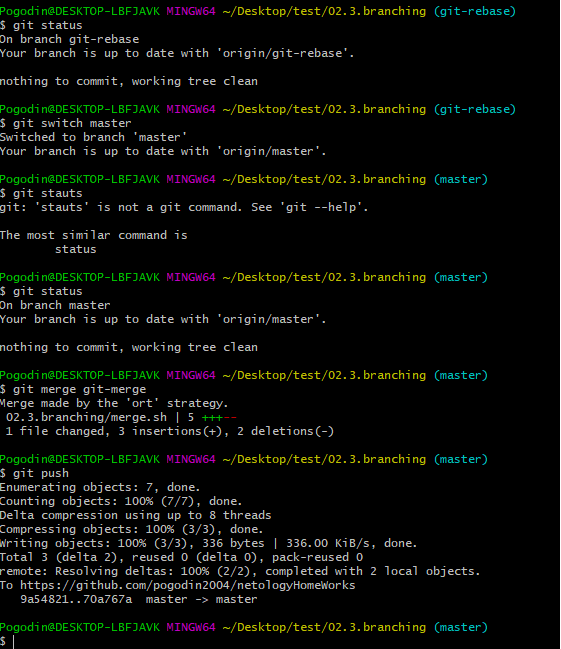 Pogodin@DESKTOP-LBFJAVK MINGW64 ~/Desktop/test/02.3.branching (git-rebase)
$ git status
On branch git-rebase
Your branch is up to date with 'origin/git-rebase'.
nothing to commit, working tree clean
Pogodin@DESKTOP-LBFJAVK MINGW64 ~/Desktop/test/02.3.branching (git-rebase)
$ git switch master
Switched to branch 'master'
Your branch is up to date with 'origin/master'.
Pogodin@DESKTOP-LBFJAVK MINGW64 ~/Desktop/test/02.3.branching (master)
$ git stauts
git: 'stauts' is not a git command. See 'git --help'.
The most similar command is
        status
Pogodin@DESKTOP-LBFJAVK MINGW64 ~/Desktop/test/02.3.branching (master)
$ git status
On branch master
Your branch is up to date with 'origin/master'.
nothing to commit, working tree clean
Pogodin@DESKTOP-LBFJAVK MINGW64 ~/Desktop/test/02.3.branching (master)
$ git merge git-merge
Merge made by the 'ort' strategy.
 02.3.branching/merge.sh | 5 +++--
 1 file changed, 3 insertions(+), 2 deletions(-)
Pogodin@DESKTOP-LBFJAVK MINGW64 ~/Desktop/test/02.3.branching (master)
$ git push
Enumerating objects: 7, done.
Counting objects: 100% (7/7), done.
Delta compression using up to 8 threads
Compressing objects: 100% (3/3), done.
Writing objects: 100% (3/3), 336 bytes | 336.00 KiB/s, done.
Total 3 (delta 2), reused 0 (delta 0), pack-reused 0
remote: Resolving deltas: 100% (2/2), completed with 2 local objects.
To https://github.com/pogodin2004/netologyHomeWorks
   9a54821..70a767a  master -> master
Pogodin@DESKTOP-LBFJAVK MINGW64 ~/Desktop/test/02.3.branching (master)
$